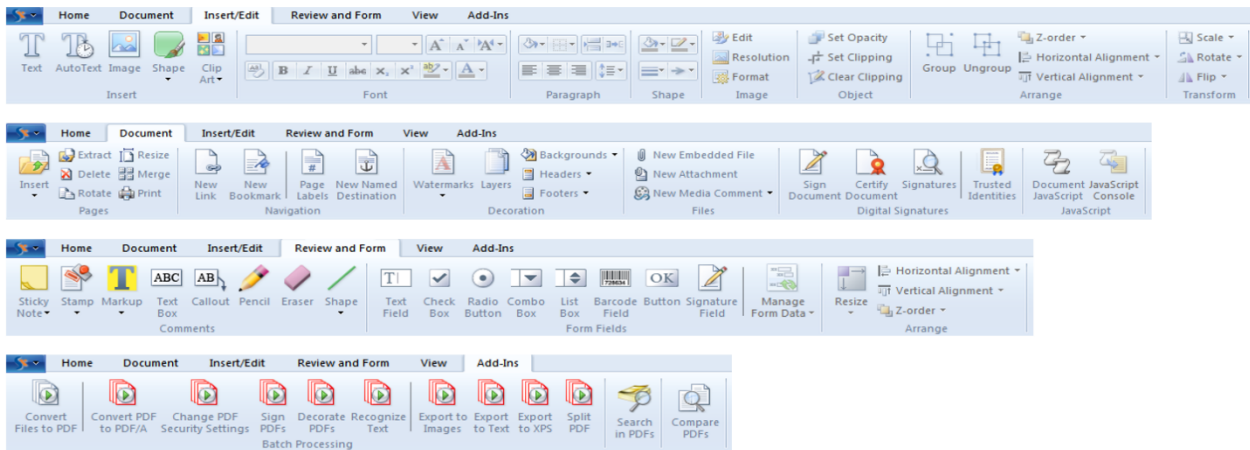 Home Document Insert/Edit Review and Form View Add-Ins
Edit Set Opacity Z-order Scale
Resolution Set Clipping Horizontal Alignment Rotate
Text AutoText Image Shape Clip Art B I U abc X₂ X² A Format Clear Clipping Group Ungroup Vertical Alignment Flip
Insert Font Paragraph Shape Image Object Arrange Transform
Home Document Insert/Edit Review and Form View Add-Ins
Extract Resize Backgrounds New Embedded File
Delete Merge Headers New Attachment
Insert Rotate Print New Link New Bookmark Page Labels New Named Destination Watermarks Layers Footers New Media Comment Sign Document Certify Document Signatures Trusted Identities Document JavaScript JavaScript Console
Pages Navigation Decoration Files Digital Signatures JavaScript
Home Document Insert/Edit Review and Form View Add-Ins
ABC AB T OK Horizontal Alignment
Vertical Alignment
Sticky Note Stamp Markup Text Box Callout Pencil Eraser Shape Text Field Check Box Radio Button Combo Box List Box Barcode Field Button Signature Field Manage Form Data Resize Z-order
Comments Form Fields Arrange
Home Document Insert/Edit Review and Form View Add-Ins
Convert Files to PDF Convert PDF to PDF/A Change PDF Security Settings Sign PDFs Decorate PDFs Recognize Text Export to Images Export to Text Export to XPS Split PDF Search in PDFs Compare PDFs
Batch Processing